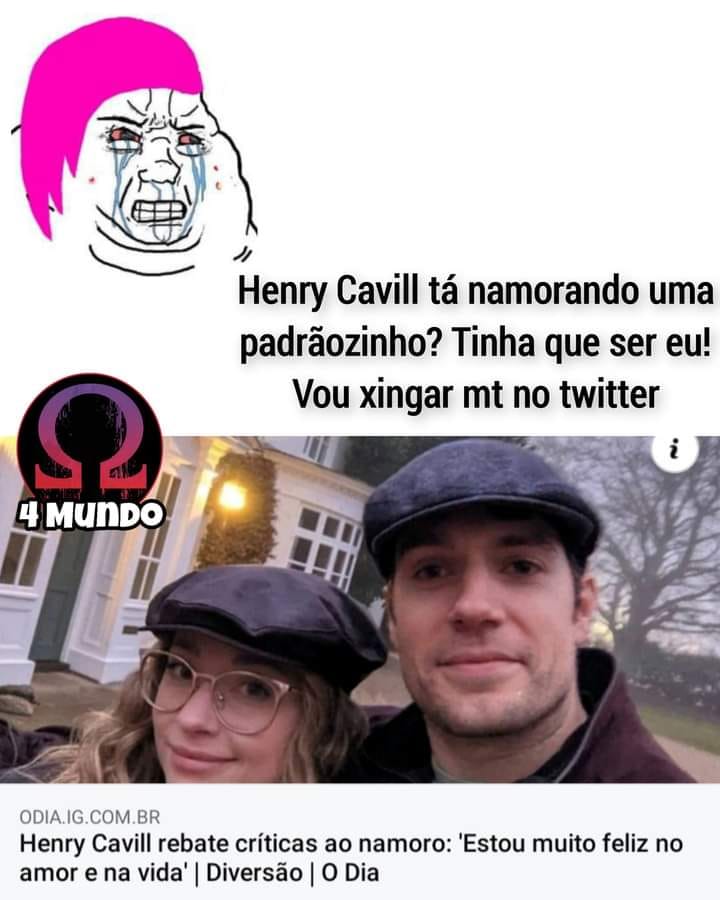 Henry Cavill tá namorando uma
padrãozinho? Tinha que ser eu!
Vou xingar mt no twitter
Ω
4 MUNDO
i
ODIA.IG.COM.BR
Henry Cavill rebate críticas ao namoro: 'Estou muito feliz no
amor e na vida' | Diversão | O Dia